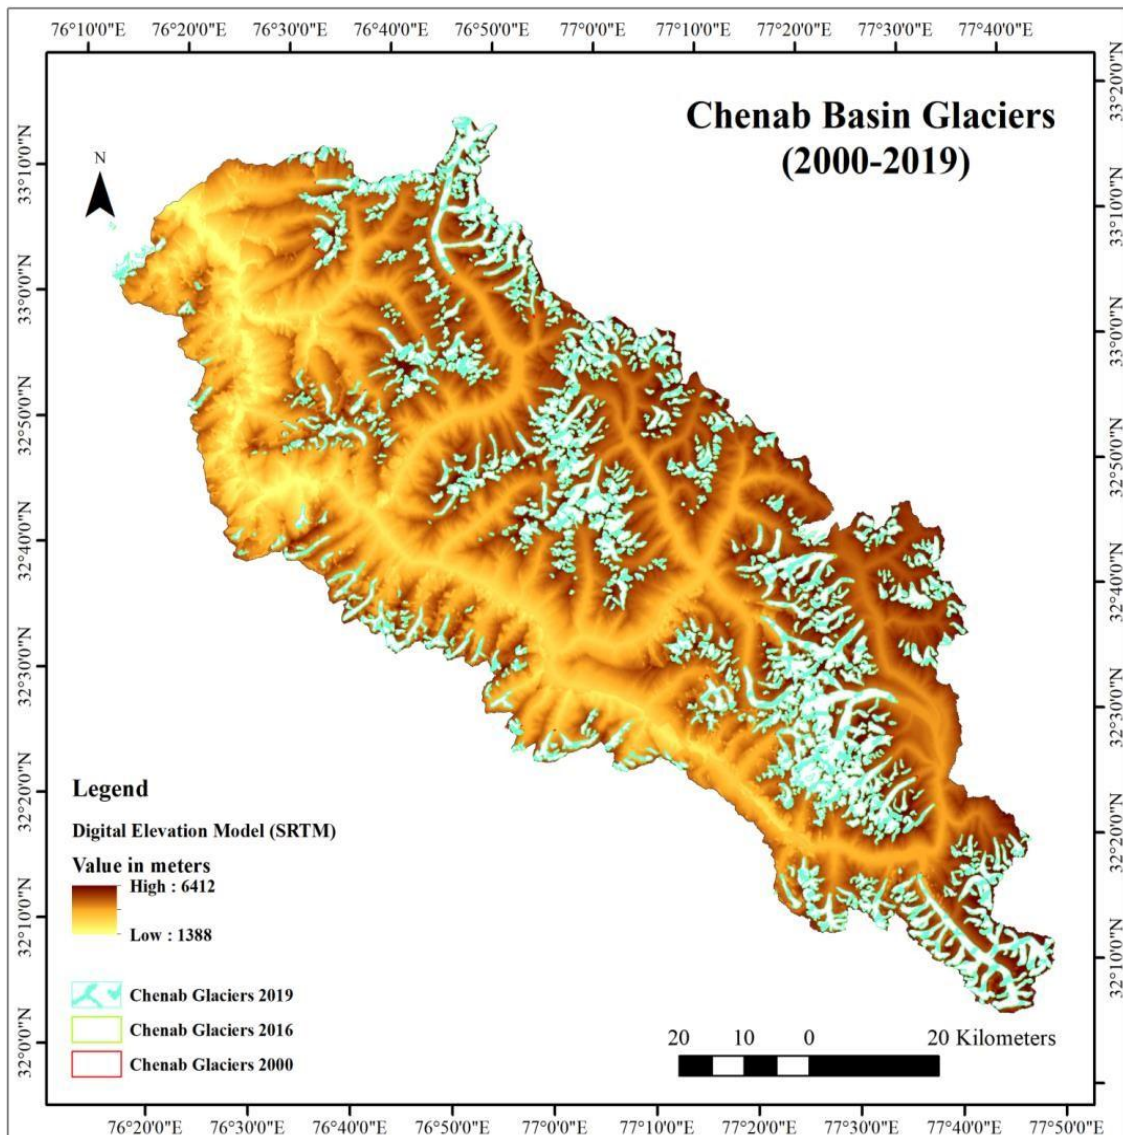 76°10'0"E 76°20'0"E 76°30'0"E 76°40'0"E 76°50'0"E 77°0'0"E 77°10'0"E 77°20'0"E 77°30'0"E 77°40'0"E
Chenab Basin Glaciers
(2000-2019)
N
33°10'0"N
33°0'0"N
32°50'0"N
32°40'0"N
32°30'0"N
32°20'0"N
32°10'0"N
32°0'0"N
33°20'0"N
33°10'0"N
33°0'0"N
32°50'0"N
32°40'0"N
32°30'0"N
32°20'0"N
32°10'0"N
Legend
Digital Elevation Model (SRTM)
Value in meters
High : 6412
Low : 1388
Chenab Glaciers 2019
Chenab Glaciers 2016
Chenab Glaciers 2000
20 10 0 20 Kilometers
76°20'0"E 76°30'0"E 76°40'0"E 76°50'0"E 77°0'0"E 77°10'0"E 77°20'0"E 77°30'0"E 77°40'0"E 77°50'0"E